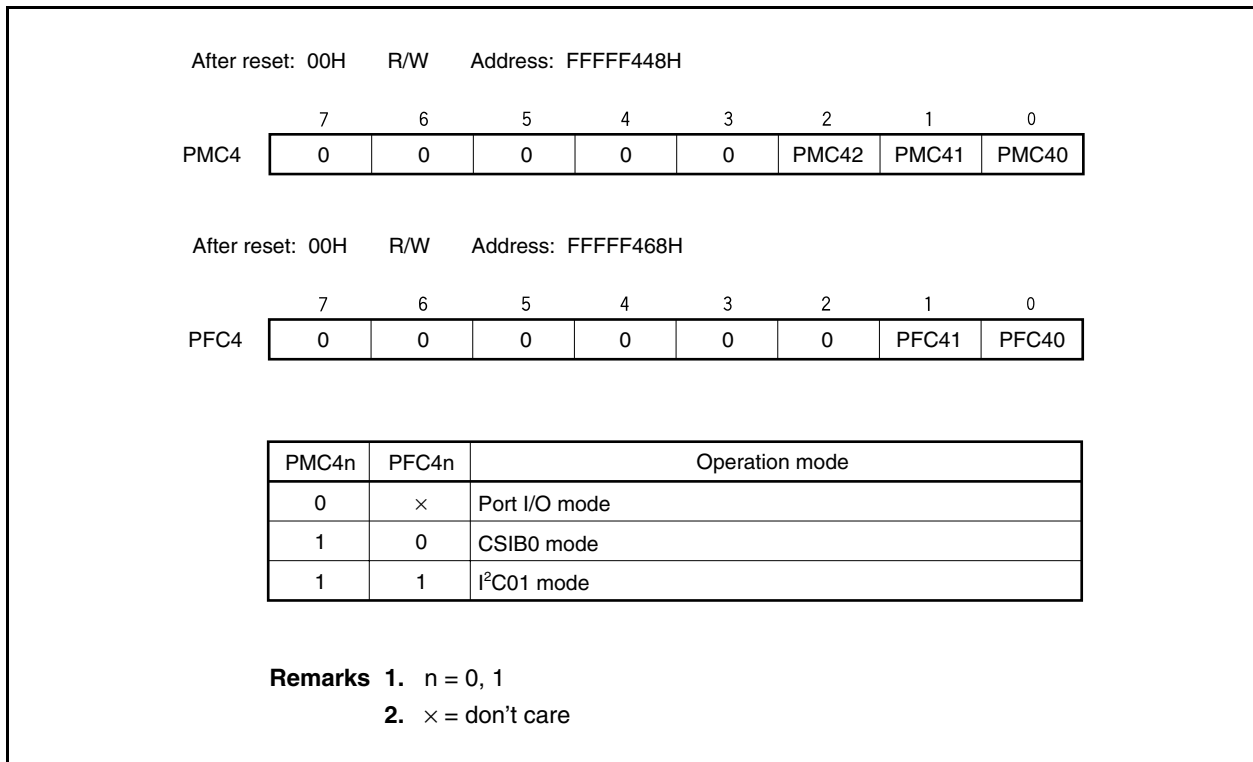 After reset: 00H R/W Address: FFFFF448H
7 6 5 4 3 2 1 0
PMC4 0 0 0 0 0 PMC42 PMC41 PMC40
After reset: 00H R/W Address: FFFFF468H
7 6 5 4 3 2 1 0
PFC4 0 0 0 0 0 0 PFC41 PFC40
PMC4n PFC4n Operation mode
0 × Port I/O mode
1 0 CSIB0 mode
1 1 I²C01 mode
Remarks 1. n = 0, 1
2. × = don't care